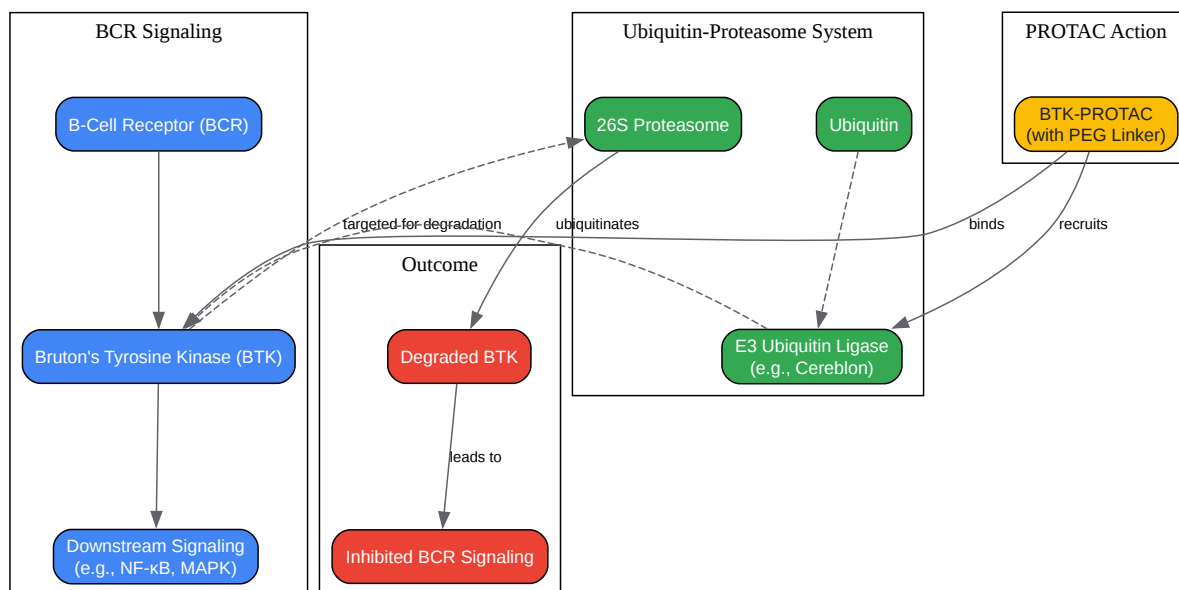 BCR Signaling
B-Cell Receptor (BCR)
Bruton's Tyrosine Kinase (BTK)
Downstream Signaling
(e.g., NF-κB, MAPK)
Outcome
Degraded BTK
leads to
Inhibited BCR Signaling
Ubiquitin-Proteasome System
26S Proteasome
Ubiquitin
targeted for degradation
ubiquitinates
E3 Ubiquitin Ligase
(e.g., Cereblon)
PROTAC Action
BTK-PROTAC
(with PEG Linker)
binds
recruits